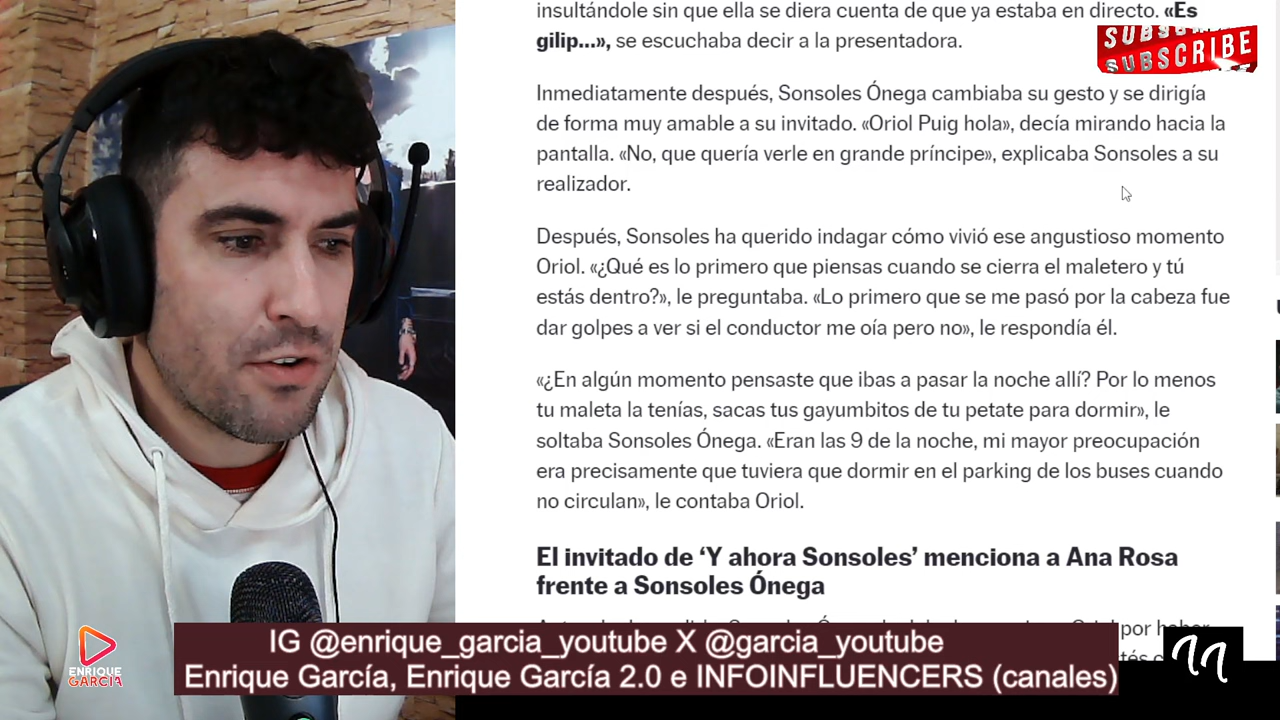 insultándole sin que ella se diera cuenta de que ya estaba en directo. «Es
gilip...», se escuchaba decir a la presentadora.
SUBSCRIBE
SUBSCRIBE
Inmediatamente después, Sonsoles Ónega cambiaba su gesto y se dirigía
de forma muy amable a su invitado. «Oriol Puig hola», decía mirando hacia la
pantalla. «No, que quería verle en grande príncipe», explicaba Sonsoles a su
realizador.
Después, Sonsoles ha querido indagar cómo vivió ese angustioso momento
Oriol. «¿Qué es lo primero que piensas cuando se cierra el maletero y tú
estás dentro?», le preguntaba. «Lo primero que se me pasó por la cabeza fue
dar golpes a ver si el conductor me oía pero no», le respondía él.
«¿En algún momento pensaste que ibas a pasar la noche allí? Por lo menos
tu maleta la tenías, sacas tus gayumbitos de tu petate para dormir», le
soltaba Sonsoles Ónega. «Eran las 9 de la noche, mi mayor preocupación
era precisamente que tuviera que dormir en el parking de los buses cuando
no circulan», le contaba Oriol.
El invitado de ‘Y ahora Sonsoles’ menciona a Ana Rosa
frente a Sonsoles Ónega
por
IG @enrique_garcia_youtube X @garcia_youtube
Enrique García, Enrique García 2.0 e INFOINFLUENCERS (canales)
ENRIQUE
GARCÍA